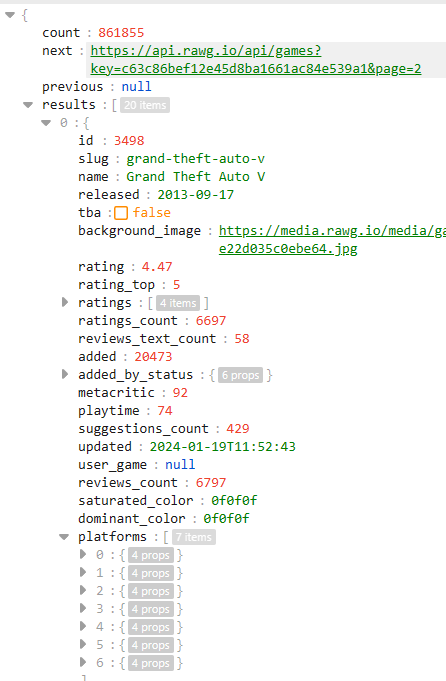 {
count : 861855
next : https://api.rawg.io/api/games?
key=c63c86bef12e45d8ba1661ac84e539a1&page=2
previous : null
results : [ 20 items
0 : {
id : 3498
slug : grand-theft-auto-v
name : Grand Theft Auto V
released : 2013-09-17
tba : false
background_image : https://media.rawg.io/media/ga
e22d035c0ebe64.jpg
rating : 4.47
rating_top : 5
ratings : [ 4 items ]
ratings_count : 6697
reviews_text_count : 58
added : 20473
added_by_status : { 6 props }
metacritic : 92
playtime : 74
suggestions_count : 429
updated : 2024-01-19T11:52:43
user_game : null
reviews_count : 6797
saturated_color : 0f0f0f
dominant_color : 0f0f0f
platforms : [ 7 items
0 : { 4 props }
1 : { 4 props }
2 : { 4 props }
3 : { 4 props }
4 : { 4 props }
5 : { 4 props }
6 : { 4 props }
]